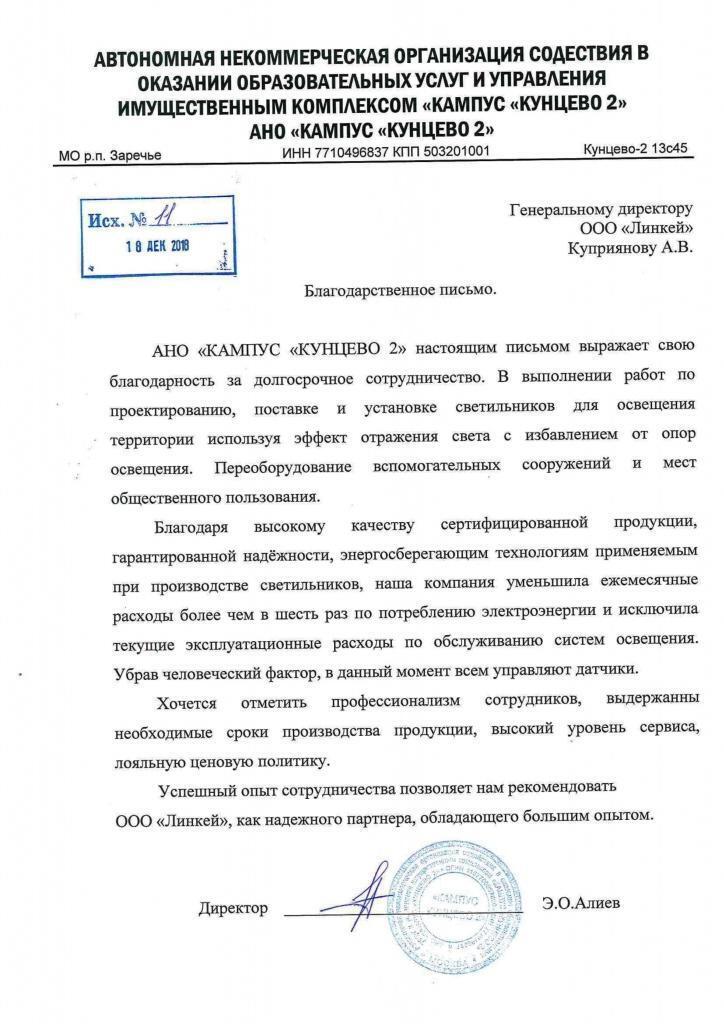 АВТОНОМНАЯ НЕКОММЕРЧЕСКАЯ ОРГАНИЗАЦИЯ СОДЕСТВИЯ В
ОКАЗАНИИ ОБРАЗОВАТЕЛЬНЫХ УСЛУГ И УПРАВЛЕНИЯ
ИМУЩЕСТВЕННЫМ КОМПЛЕКСОМ «КАМПУС «КУНЦЕВО 2»
АНО «КАМПУС «КУНЦЕВО 2»
МО р.п. Заречье ИНН 7710496837 КПП 503201001 Кунцево-2 13с45
Исх. № 11
18 ДЕК 2018
Генеральному директору
ООО «Линкей»
Куприянову А.В.
Благодарственное письмо.
АНО «КАМПУС «КУНЦЕВО 2» настоящим письмом выражает свою
благодарность за долгосрочное сотрудничество. В выполнении работ по
проектированию, поставке и установке светильников для освещения
территории используя эффект отражения света с избавлением от опор
освещения. Переоборудование вспомогательных сооружений и мест
общественного пользования.
Благодаря высокому качеству сертифицированной продукции,
гарантированной надёжности, энергосберегающим технологиям применяемым
при производстве светильников, наша компания уменьшила ежемесячные
расходы более чем в шесть раз по потреблению электроэнергии и исключила
текущие эксплуатационные расходы по обслуживанию систем освещения.
Убрав человеческий фактор, в данный момент всем управляют датчики.
Хочется отметить профессионализм сотрудников, выдержанны
необходимые сроки производства продукции, высокий уровень сервиса,
лояльную ценовую политику.
Успешный опыт сотрудничества позволяет нам рекомендовать
ООО «Линкей», как надежного партнера, обладающего большим опытом.
Директор Э.О.Алиев
«КАМПУС
КУНЦЕВО 2»
МОСКВА